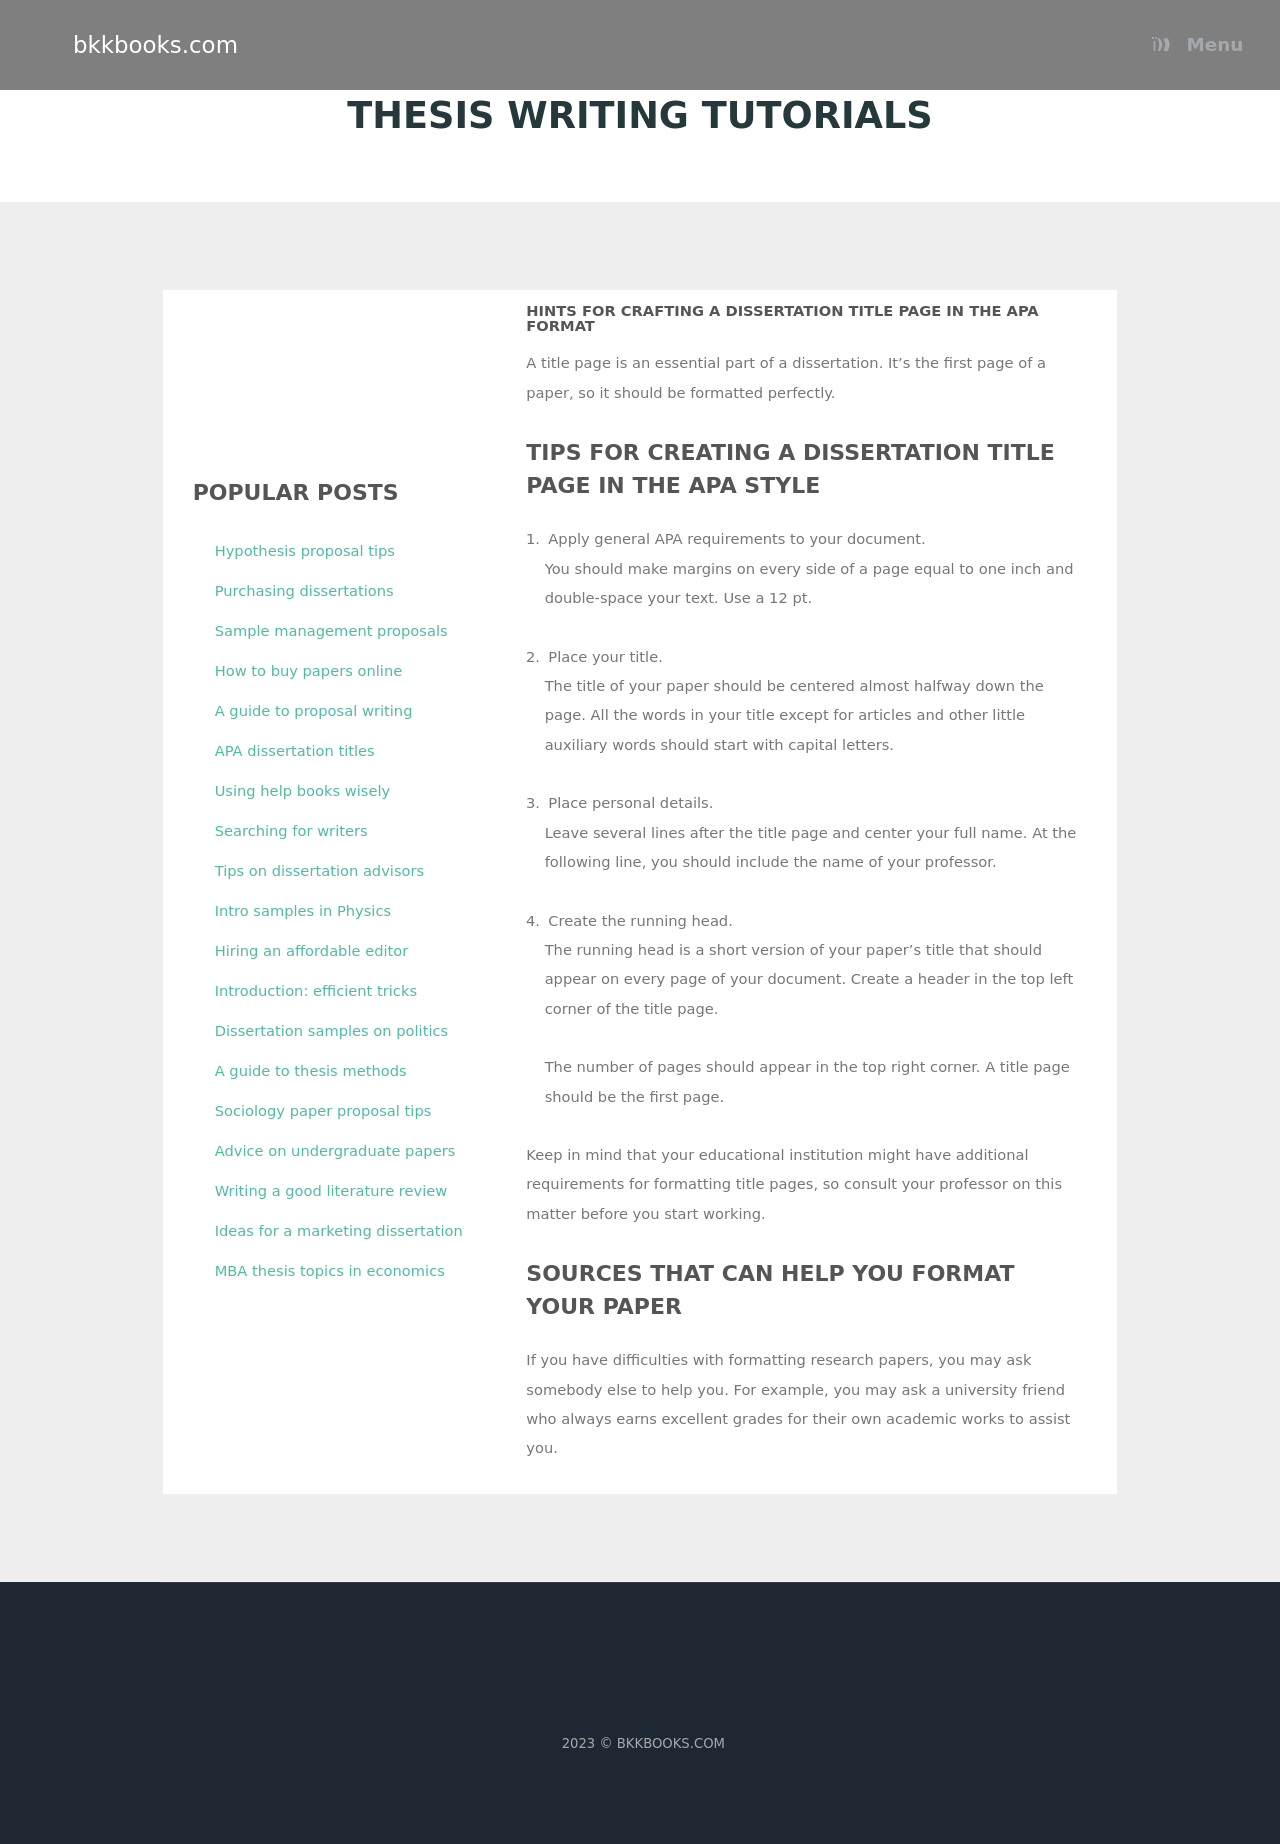 bkkbooks.com
Menu
THESIS WRITING TUTORIALS
POPULAR POSTS
Hypothesis proposal tips
Purchasing dissertations
Sample management proposals
How to buy papers online
A guide to proposal writing
APA dissertation titles
Using help books wisely
Searching for writers
Tips on dissertation advisors
Intro samples in Physics
Hiring an affordable editor
Introduction: efficient tricks
Dissertation samples on politics
A guide to thesis methods
Sociology paper proposal tips
Advice on undergraduate papers
Writing a good literature review
Ideas for a marketing dissertation
MBA thesis topics in economics
HINTS FOR CRAFTING A DISSERTATION TITLE PAGE IN THE APA
FORMAT
A title page is an essential part of a dissertation. It’s the first page of a
paper, so it should be formatted perfectly.
TIPS FOR CREATING A DISSERTATION TITLE
PAGE IN THE APA STYLE
1. Apply general APA requirements to your document.
You should make margins on every side of a page equal to one inch and
double-space your text. Use a 12 pt.
2. Place your title.
The title of your paper should be centered almost halfway down the
page. All the words in your title except for articles and other little
auxiliary words should start with capital letters.
3. Place personal details.
Leave several lines after the title page and center your full name. At the
following line, you should include the name of your professor.
4. Create the running head.
The running head is a short version of your paper’s title that should
appear on every page of your document. Create a header in the top left
corner of the title page.
The number of pages should appear in the top right corner. A title page
should be the first page.
Keep in mind that your educational institution might have additional
requirements for formatting title pages, so consult your professor on this
matter before you start working.
SOURCES THAT CAN HELP YOU FORMAT
YOUR PAPER
If you have difficulties with formatting research papers, you may ask
somebody else to help you. For example, you may ask a university friend
who always earns excellent grades for their own academic works to assist
you.
2023 © BKKBOOKS.COM